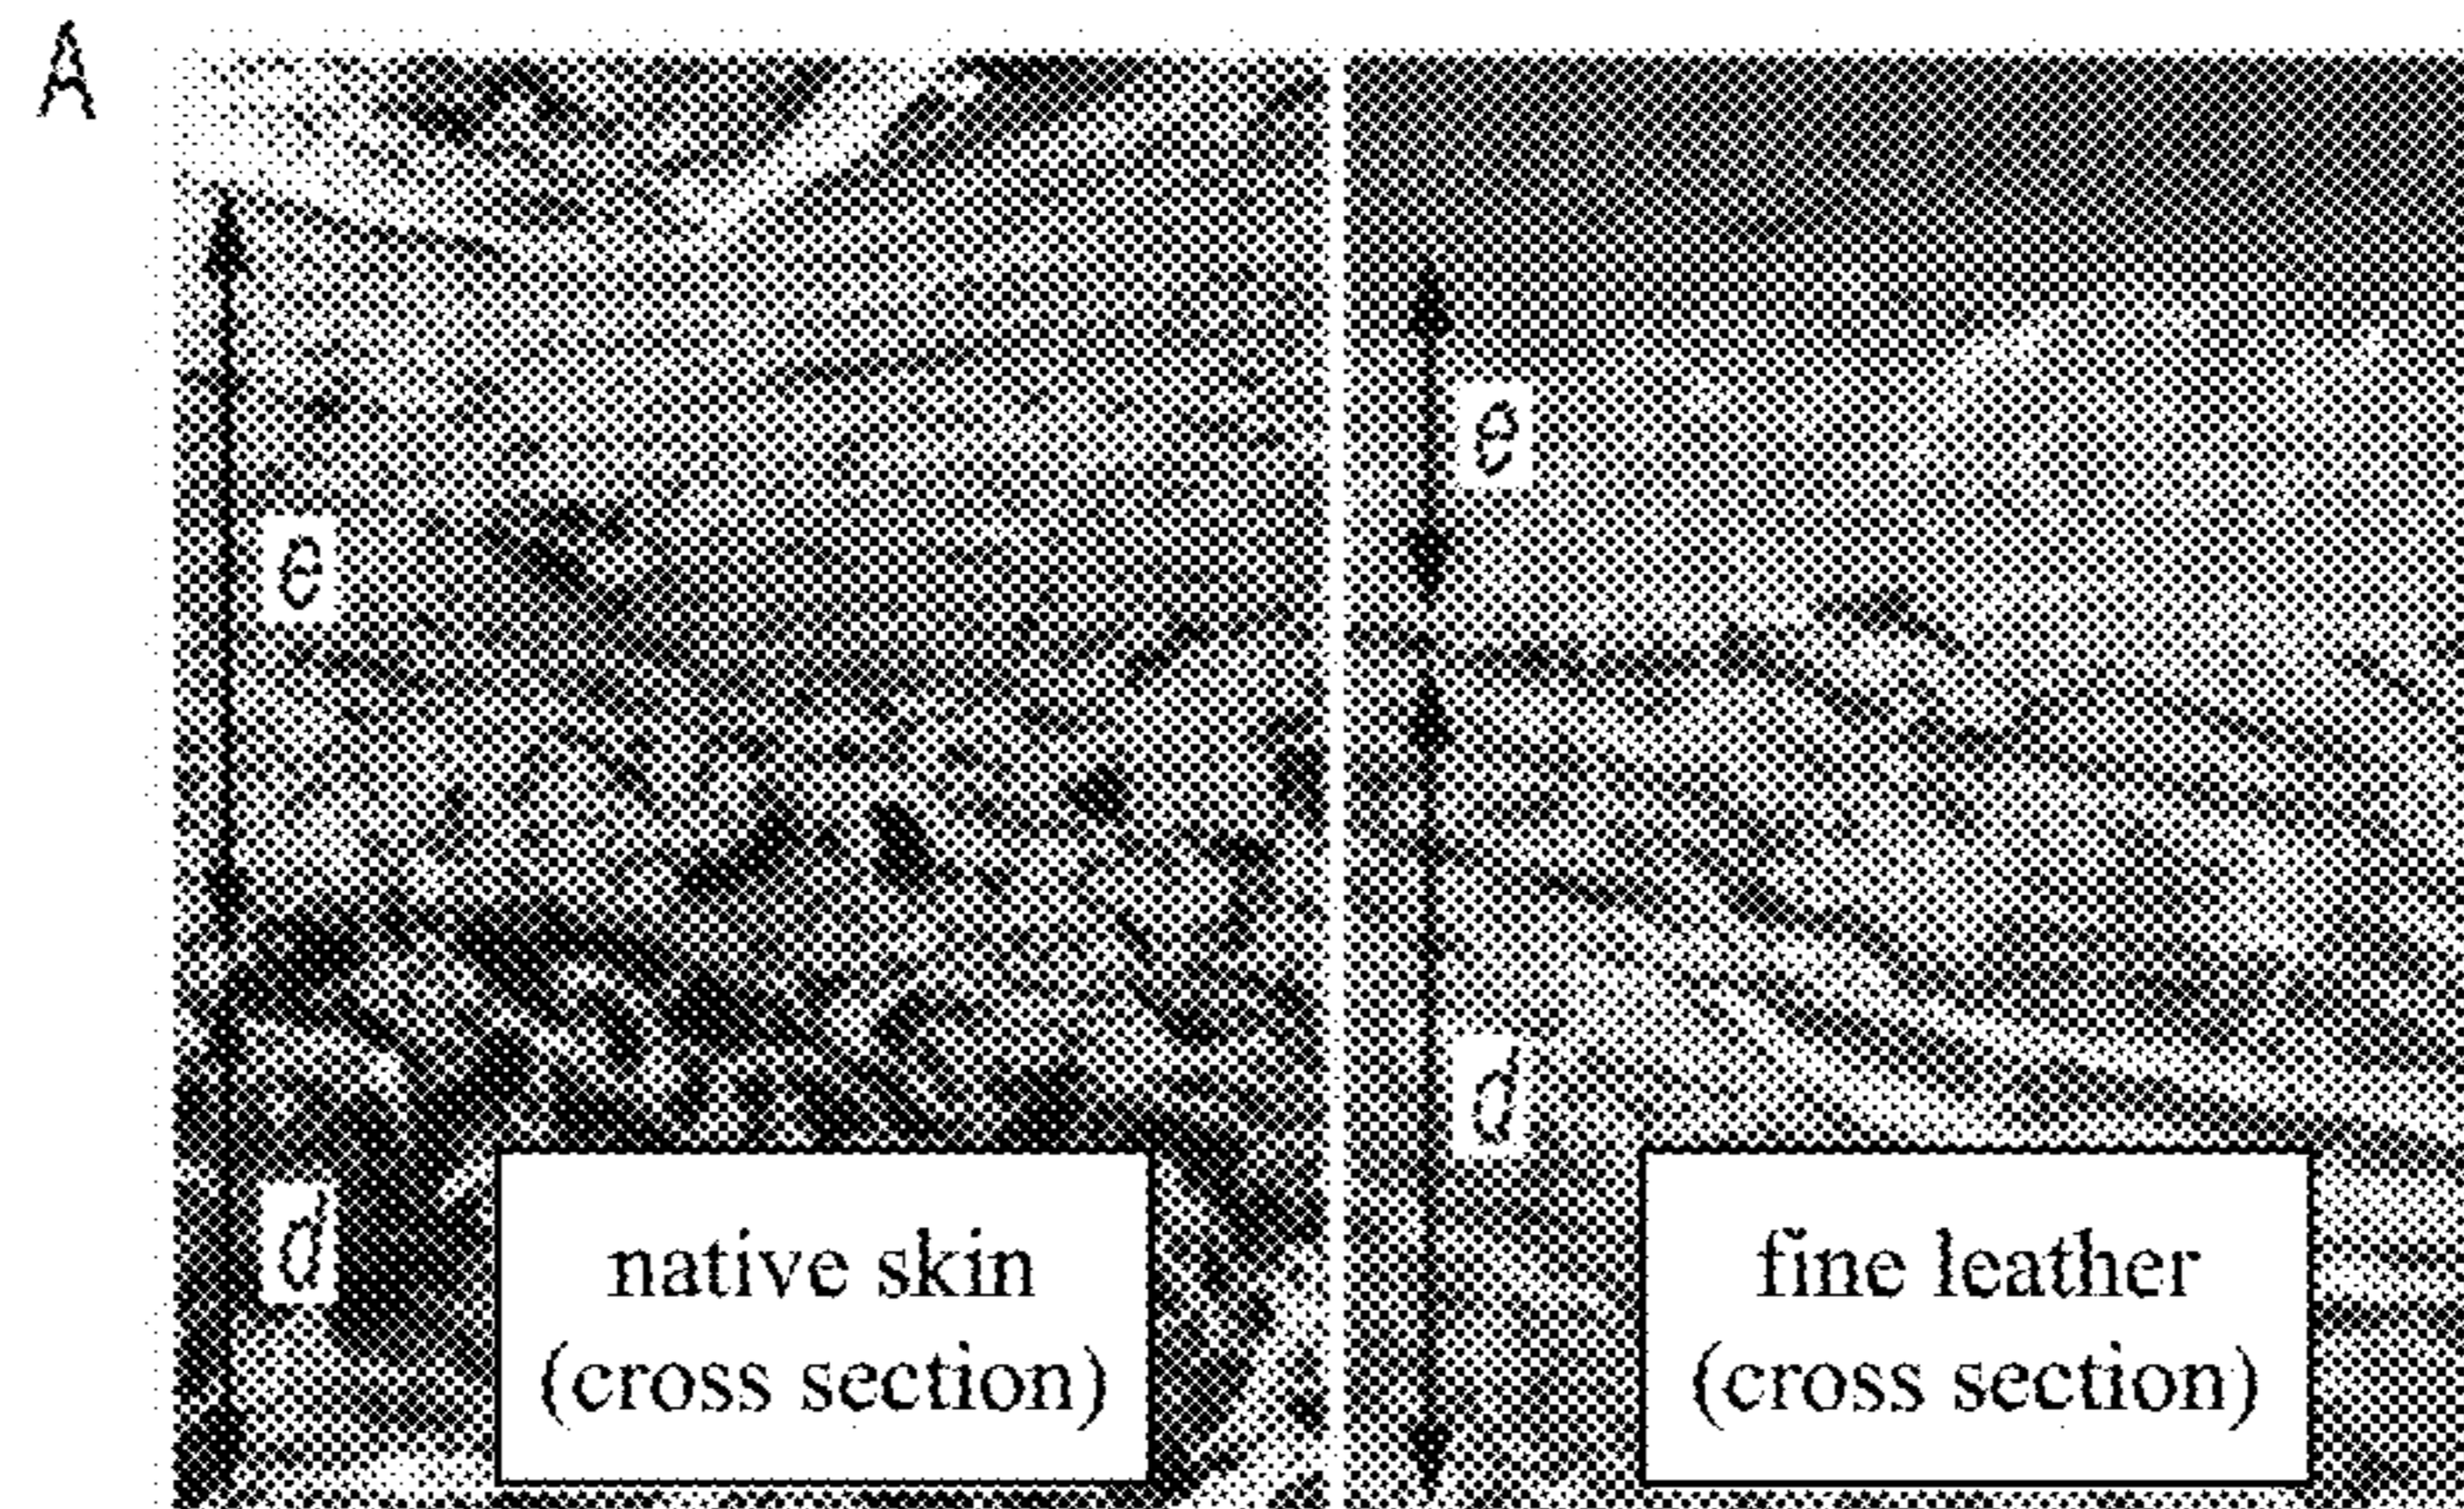 A
e
d
native skin
(cross section)
e
d
fine leather
(cross section)